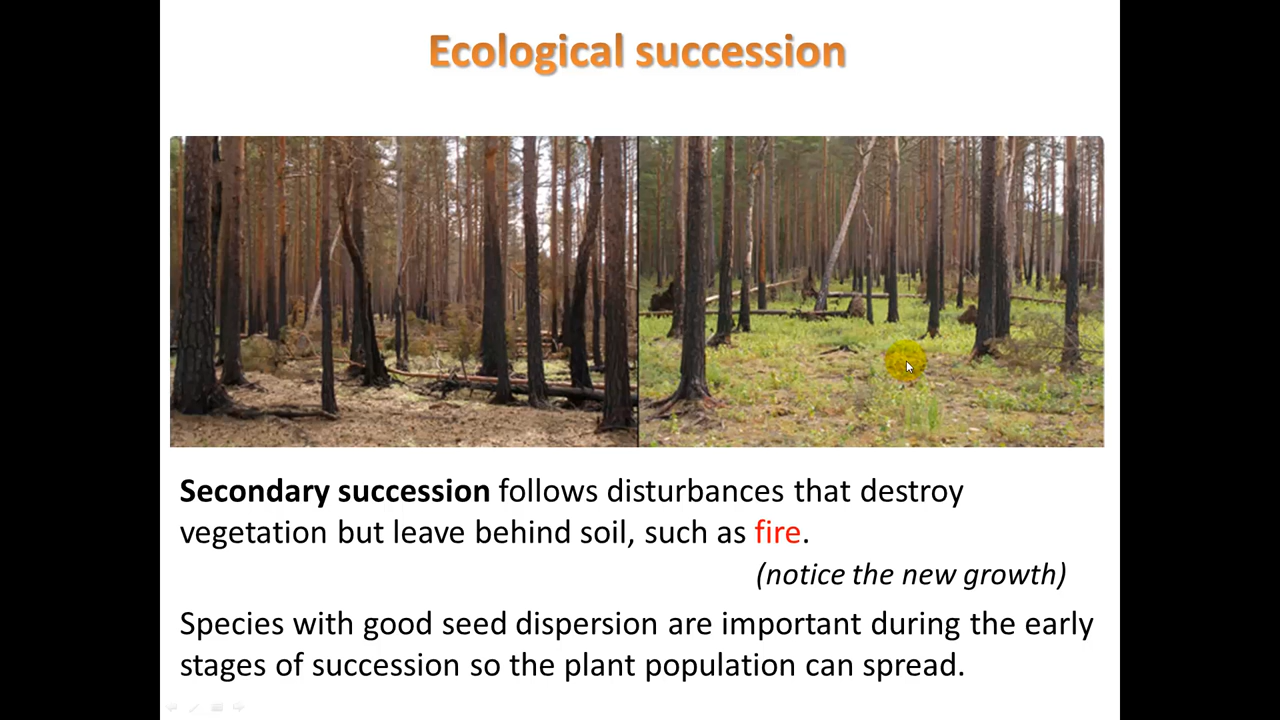 Ecological succession
Secondary succession follows disturbances that destroy
vegetation but leave behind soil, such as fire.
(notice the new growth)
Species with good seed dispersion are important during the early
stages of succession so the plant population can spread.